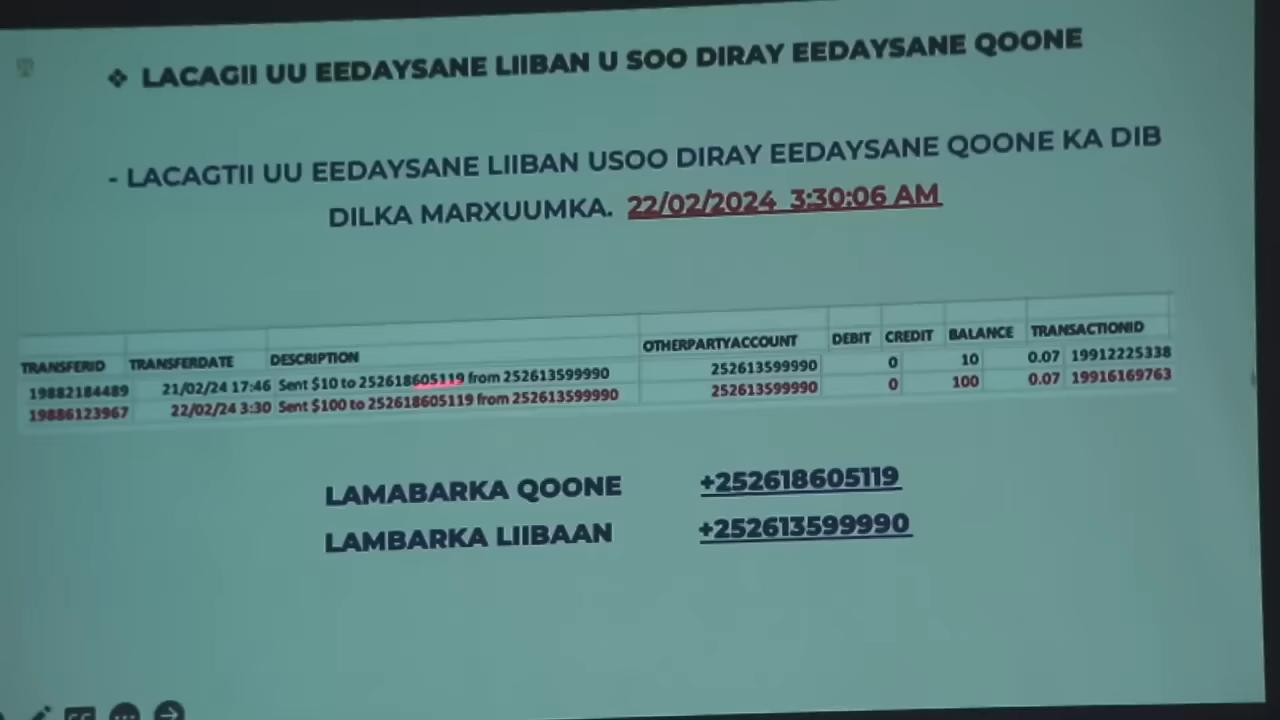 ❖ LACAGII UU EEDAYSANE LIIBAN U SOO DIRAY EEDAYSANE QOONE
- LACAGTII UU EEDAYSANE LIIBAN USOO DIRAY EEDAYSANE QOONE KA DIB
DILKA MARXUUMKA. 22/02/2024 3:30:06 AM
TRANSFERID TRANSFERDATE DESCRIPTION OTHERPARTYACCOUNT DEBIT CREDIT BALANCE TRANSACTIONID
19882184489 21/02/24 17:46 Sent $10 to 252618605119 from 252613599990 252613599990 0 10 0.07 19912225338
19886123967 22/02/24 3:30 Sent $100 to 252618605119 from 252613599990 252613599990 0 100 0.07 19916169763
LAMABARKA QOONE +252618605119
LAMBARKA LIIBAAN +252613599990